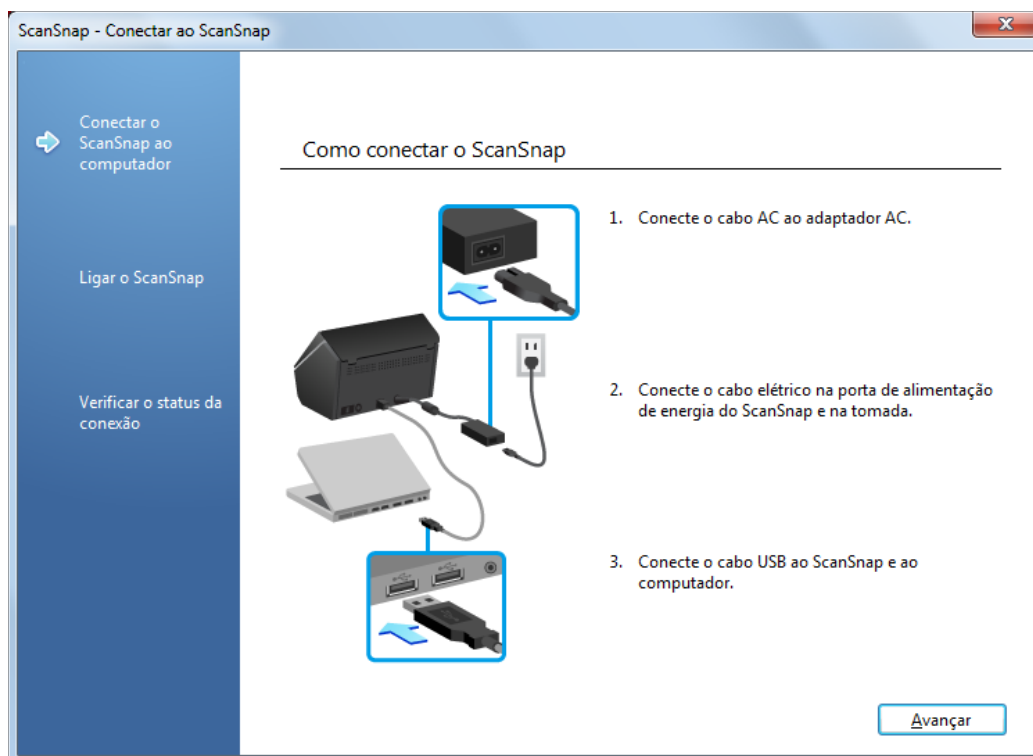 ScanSnap - Conectar ao ScanSnap
Conectar o
ScanSnap ao
computador
Ligar o ScanSnap
Verificar o status da
conexão
Como conectar o ScanSnap
1. Conecte o cabo AC ao adaptador AC.
2. Conecte o cabo elétrico na porta de alimentação
de energia do ScanSnap e na tomada.
3. Conecte o cabo USB ao ScanSnap e ao
computador.
Avançar